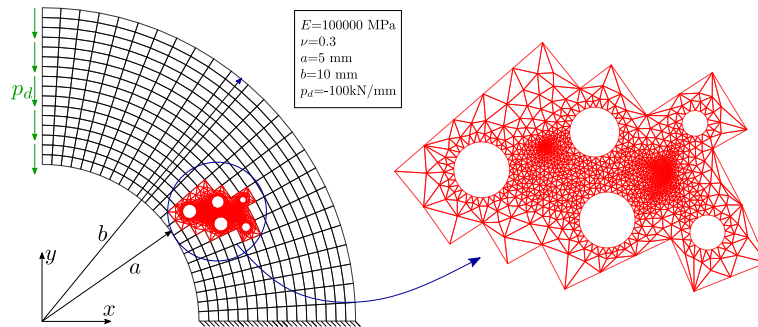 E=100000 MPa
ν=0.3
a=5 mm
b=10 mm
p_d=-100kN/mm
p_d
b
a
y
x